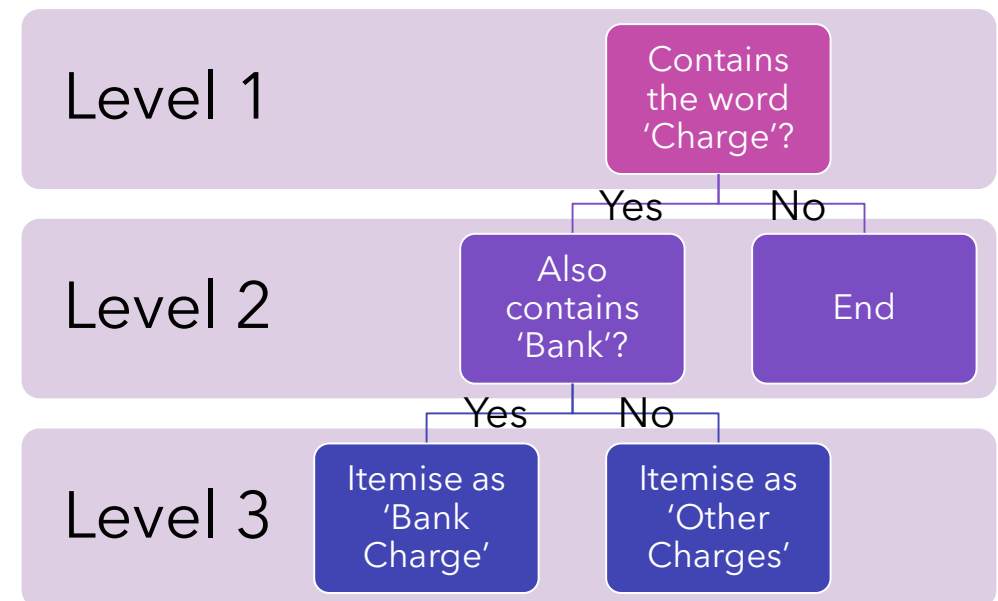 Level 1
Contains
the word
‘Charge’?
Yes
No
Level 2
Also
contains
‘Bank’?
End
Yes
No
Level 3
Itemise as
‘Bank
Charge’
Itemise as
‘Other
Charges’